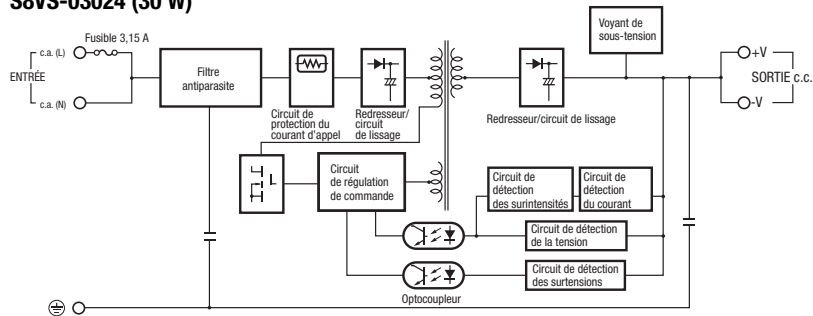 S8VS-03024 (30 W)
Fusible 3,15 A
c.a. (L)
ENTRÉE
c.a. (N)
Filtre
antiparasite
Circuit de
protection du
courant d'appel
Redresseur/
circuit
de lissage
Redresseur/circuit de lissage
Voyant de
sous-tension
+V
SORTIE c.c.
-V
Circuit
de régulation
de commande
Circuit de
détection
des surintensités
Circuit de
détection
du courant
Circuit de détection
de la tension
Circuit de détection
des surtensions
Optocoupleur